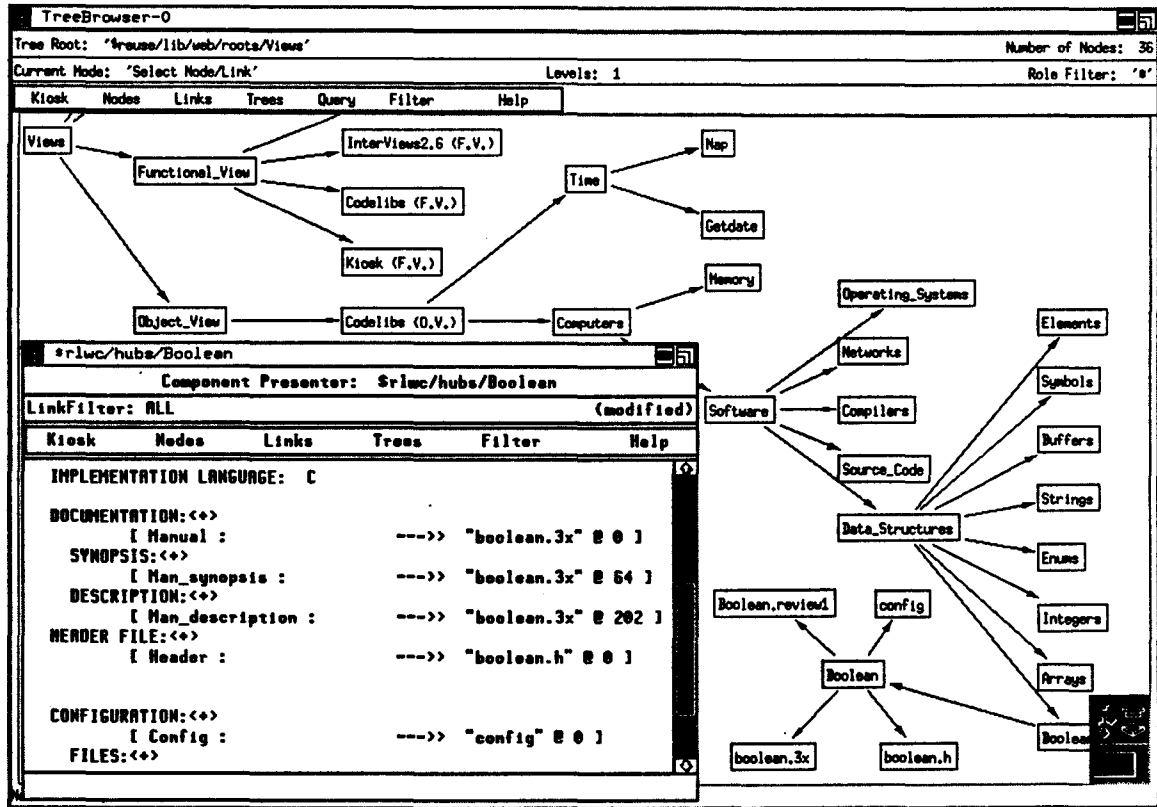 TreeBrowser-0
Tree Root: '$reuse/lib/web/roots/Views'
Number of Nodes: 36
Current Mode: 'Select Node/Link'
Levels: 1
Role Filter: '*'
Kiosk Nodes Links Trees Query Filter Help
Views
Functional_View
InterViews2.6 (F.V.)
Codelibs (F.V.)
Kiosk (F.V.)
Object_View
Codelibs (O.V.)
Time
Nap
Getdate
Memory
Computers
Operating_Systems
Networks
Software
Compilers
Source_Code
Data_Structures
Elements
Symbols
Buffers
Strings
Enums
Integers
Arrays
Boolean
Boolean.review1
config
Boolean
boolean.3x
boolean.h
$rlwc/hubs/Boolean
Component Presenter: $rlwc/hubs/Boolean
LinkFilter: ALL (modified)
Kiosk Nodes Links Trees Filter Help
IMPLEMENTATION LANGUAGE: C
DOCUMENTATION:<+>
[ Manual : --->> "boolean.3x" @ 0 ]
SYNOPSIS:<+>
[ Man_synopsis : --->> "boolean.3x" @ 64 ]
DESCRIPTION:<+>
[ Man_description : --->> "boolean.3x" @ 202 ]
HEADER FILE:<+>
[ Header : --->> "boolean.h" @ 0 ]
CONFIGURATION:<+>
[ Config : --->> "config" @ 0 ]
FILES:<+>